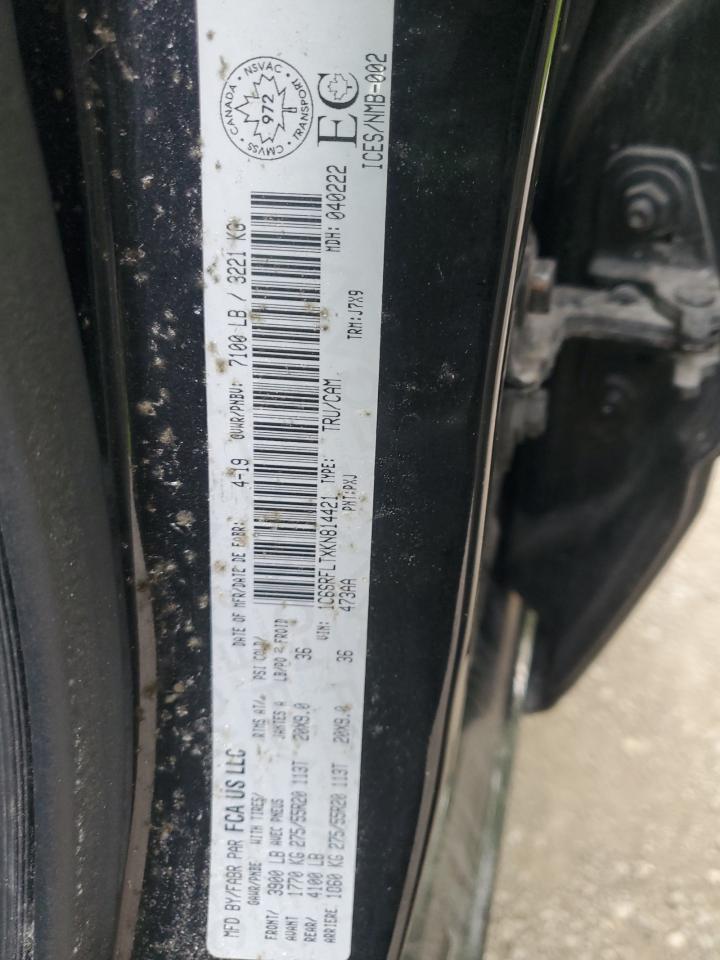 MFD BY/FABR PAR FCA US LLC
DATE OF MFR/DATE DE FABR: 4-19 GVWR/PNBV: 7100 LB / 3221 KG
GAWR/PNBE WITH TIRES/ RIMS AT/ PSI COLD/
FRONT/ 3900 LB AVEC PNEUS JANTES A LB/PO 2 FROID
AVANT 1770 KG 275/55R20 113T 20X9.0 36
REAR/ 4100 LB
ARRIERE 1860 KG 275/55R20 113T 20X9.0 36
VIN: 1C6SRFLTXKN814421 TYPE: TRU/CAM MDH: 040222
473AA PNT:PXJ TRM:J7X9
CANADA • NSVAC • TRANSPORT • CMVSS •
972
EC
ICES/NMB-002